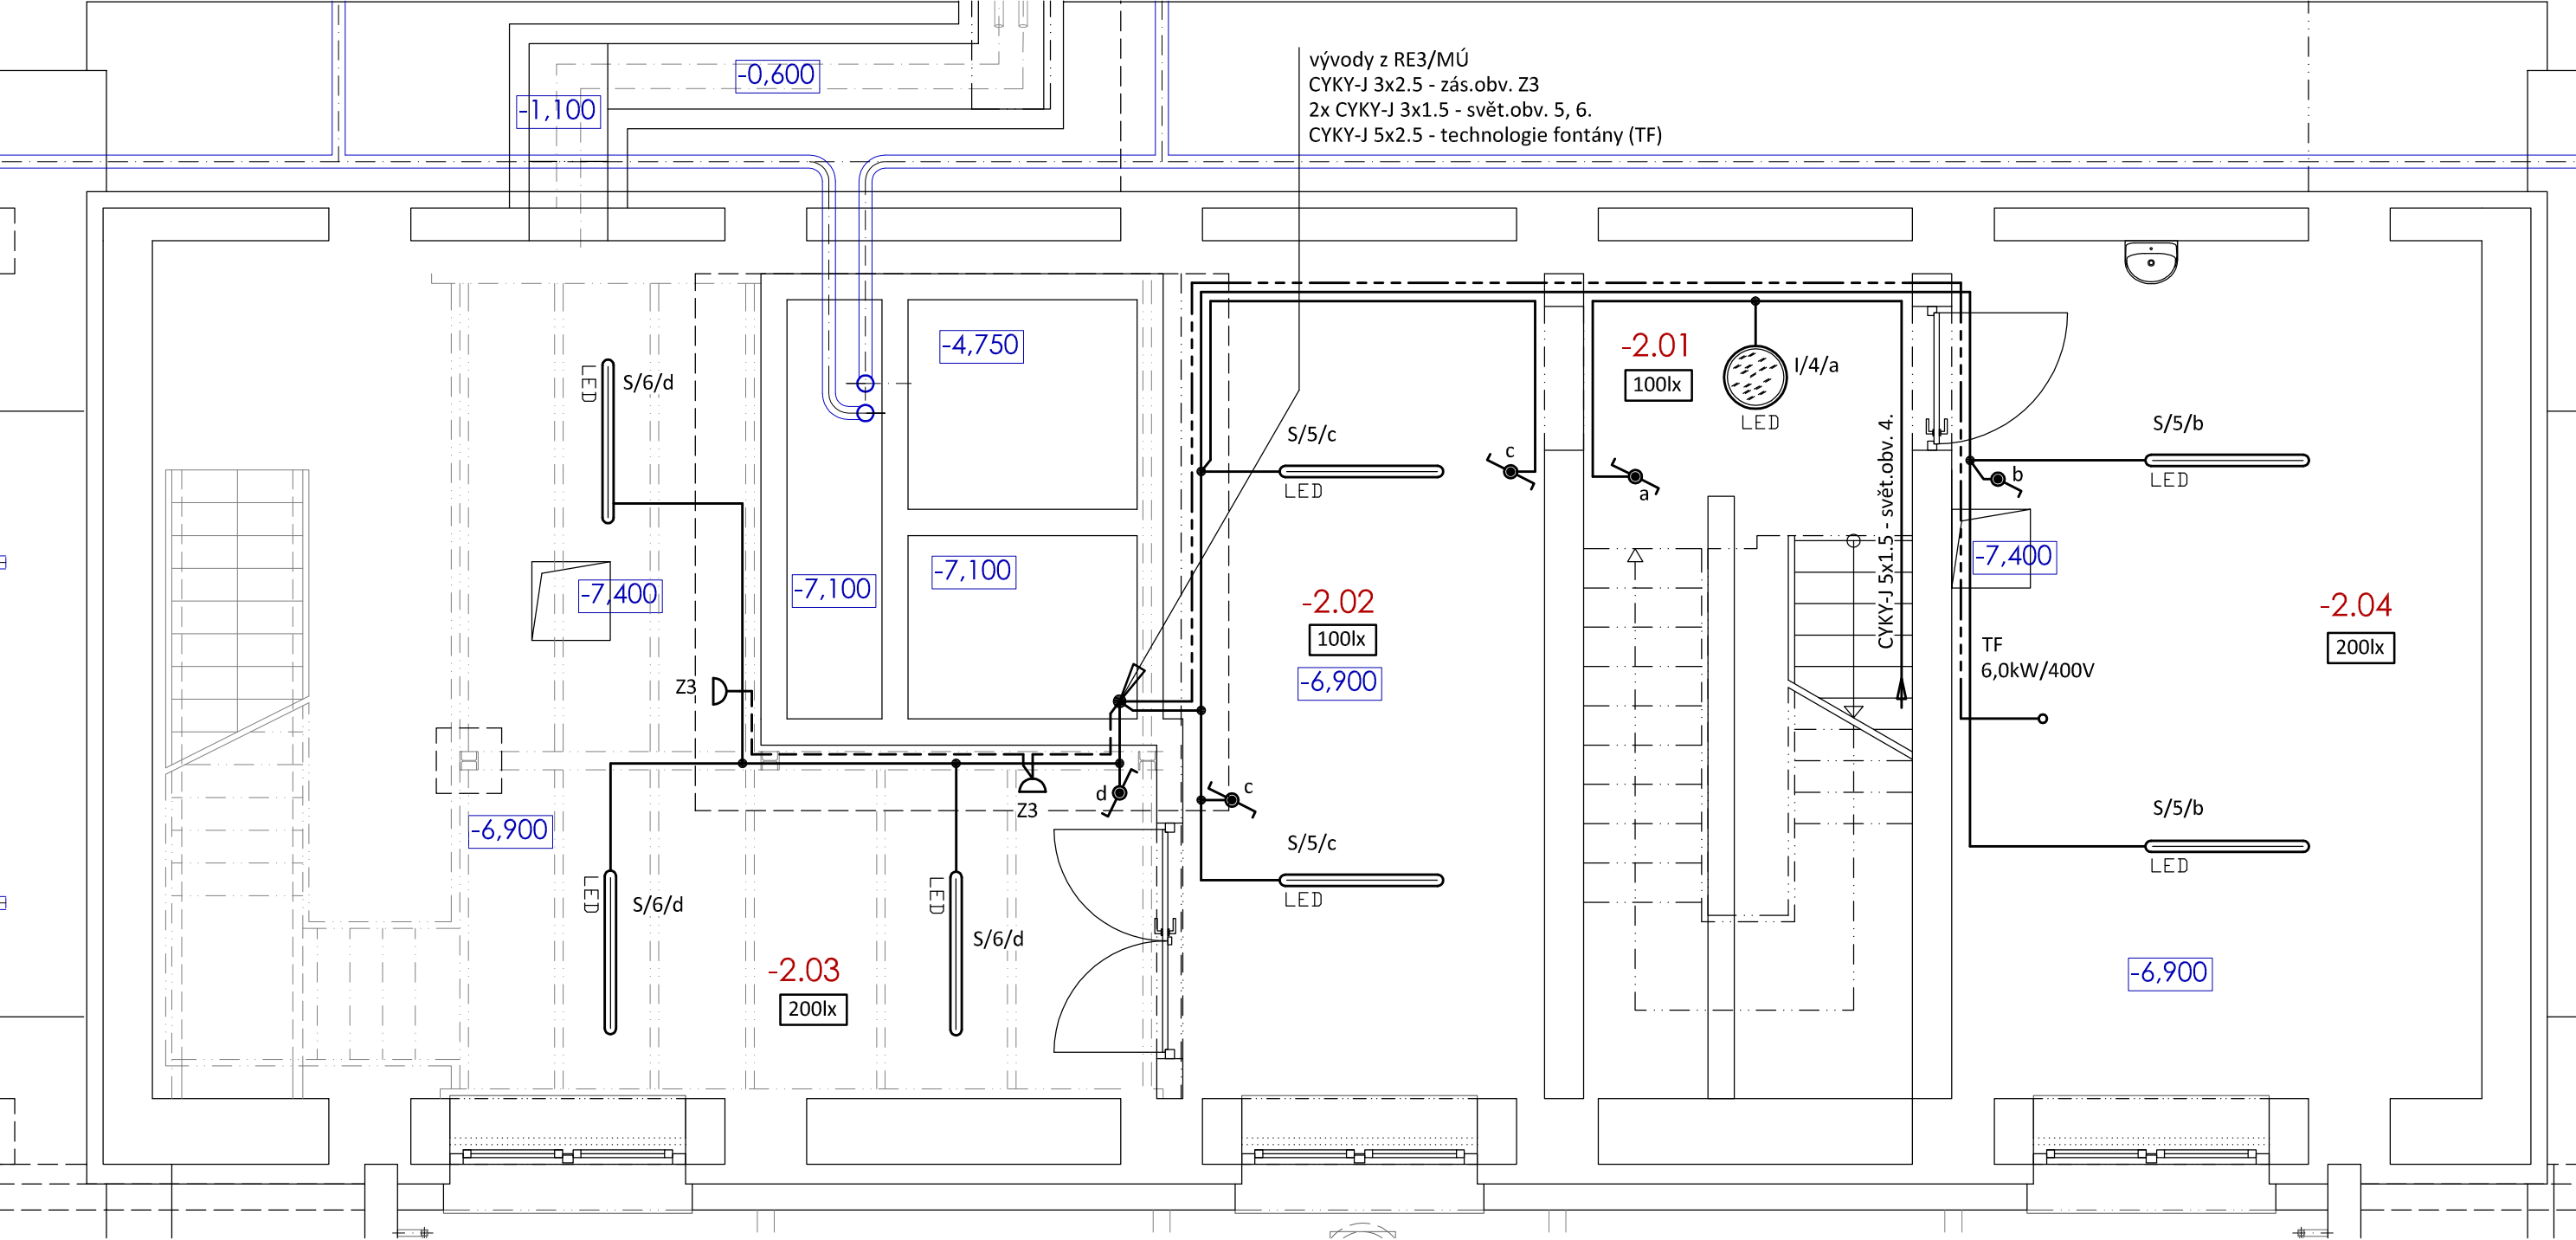 vývody z RE3/MÚ
CYKY-J 3x2.5 - zás.obv. Z3
2x CYKY-J 3x1.5 - svět.obv. 5, 6.
CYKY-J 5x2.5 - technologie fontány (TF)
-0,600
-1,100
-4,750
-2.01
100lx
I/4/a
LED
LED
S/6/d
S/5/c
LED
c
a
CYKY-J 5x1.5 - svět.obv. 4.
S/5/b
LED
b
-7,400
-7,100
-7,100
-7,400
-2.02
100lx
-6,900
-2.04
200lx
TF
6,0kW/400V
Z3
Z3
d
c
-6,900
S/5/c
LED
S/5/b
LED
LED
S/6/d
LED
S/6/d
-2.03
200lx
-6,900